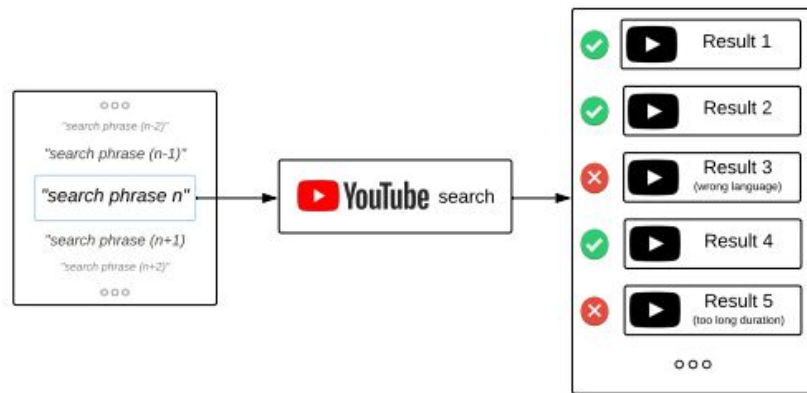 "search phrase (n-2)"
"search phrase (n-1)"
"search phrase n"
"search phrase (n+1)
"search phrase (n+2)"
YouTube search
Result 1
Result 2
Result 3
(wrong language)
Result 4
Result 5
(too long duration)